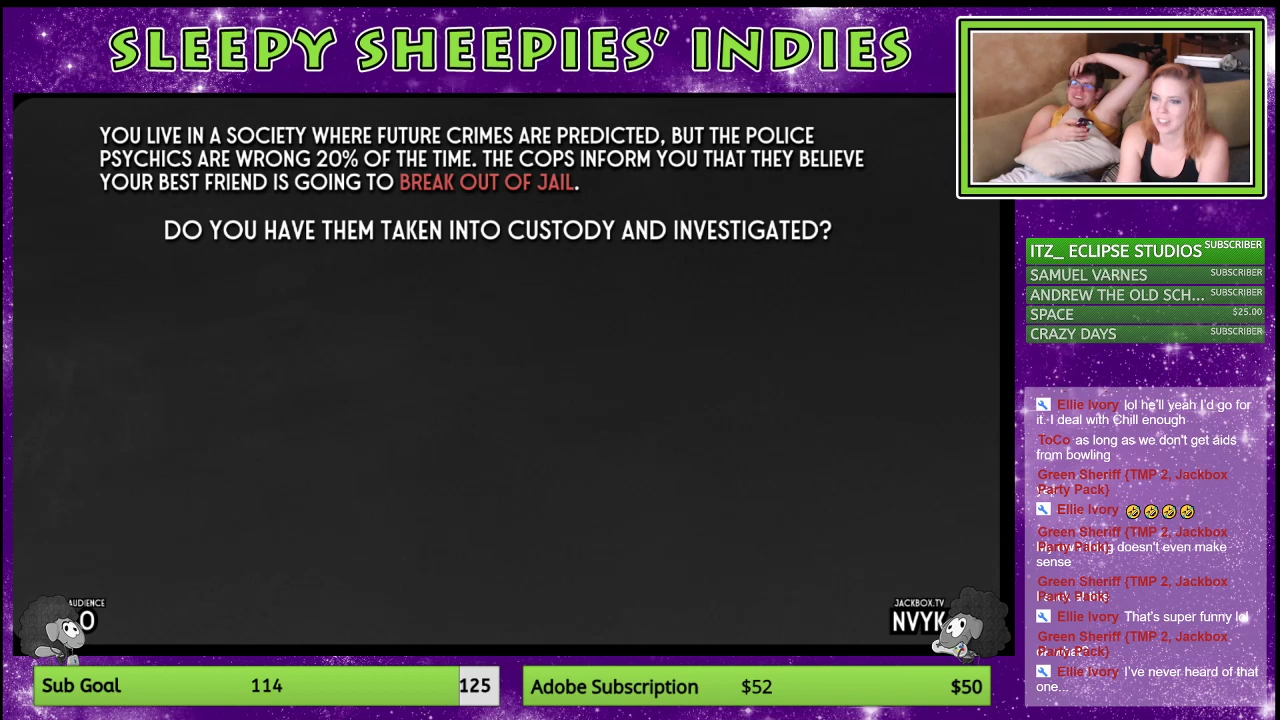 SLEEPY SHEEPIES' INDIES
YOU LIVE IN A SOCIETY WHERE FUTURE CRIMES ARE PREDICTED, BUT THE POLICE
PSYCHICS ARE WRONG 20% OF THE TIME. THE COPS INFORM YOU THAT THEY BELIEVE
YOUR BEST FRIEND IS GOING TO BREAK OUT OF JAIL.
DO YOU HAVE THEM TAKEN INTO CUSTODY AND INVESTIGATED?
ITZ_ ECLIPSE STUDIOS SUBSCRIBER
SAMUEL VARNES SUBSCRIBER
ANDREW THE OLD SCH... SUBSCRIBER
SPACE $25.00
CRAZY DAYS SUBSCRIBER
Ellie Ivory lol he'll yeah I'd go for
it. I deal with Chill enough
ToCo as long as we don't get aids
from bowling
Green Sheriff {TMP 2, Jackbox
Party Pack}
Ellie Ivory
Green Sheriff {TMP 2, Jackbox
Party Pack}
doesn't even make
sense
Green Sheriff {TMP 2, Jackbox
Party Pack}
Ellie Ivory That's super funny lol
Green Sheriff {TMP 2, Jackbox
Party Pack}
Ellie Ivory I've never heard of that
one...
AUDIENCE
0
JACKBOX.TV
NVYK
Sub Goal 114 125
Adobe Subscription $52 $50